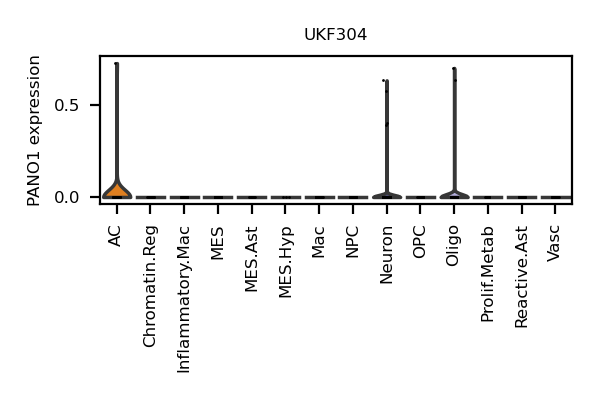 UKF304
PANO1 expression
0.5
0.0
AC
Chromatin.Reg
Inflammatory.Mac
MES
MES.Ast
MES.Hyp
Mac
NPC
Neuron
OPC
Oligo
Prolif.Metab
Reactive.Ast
Vasc